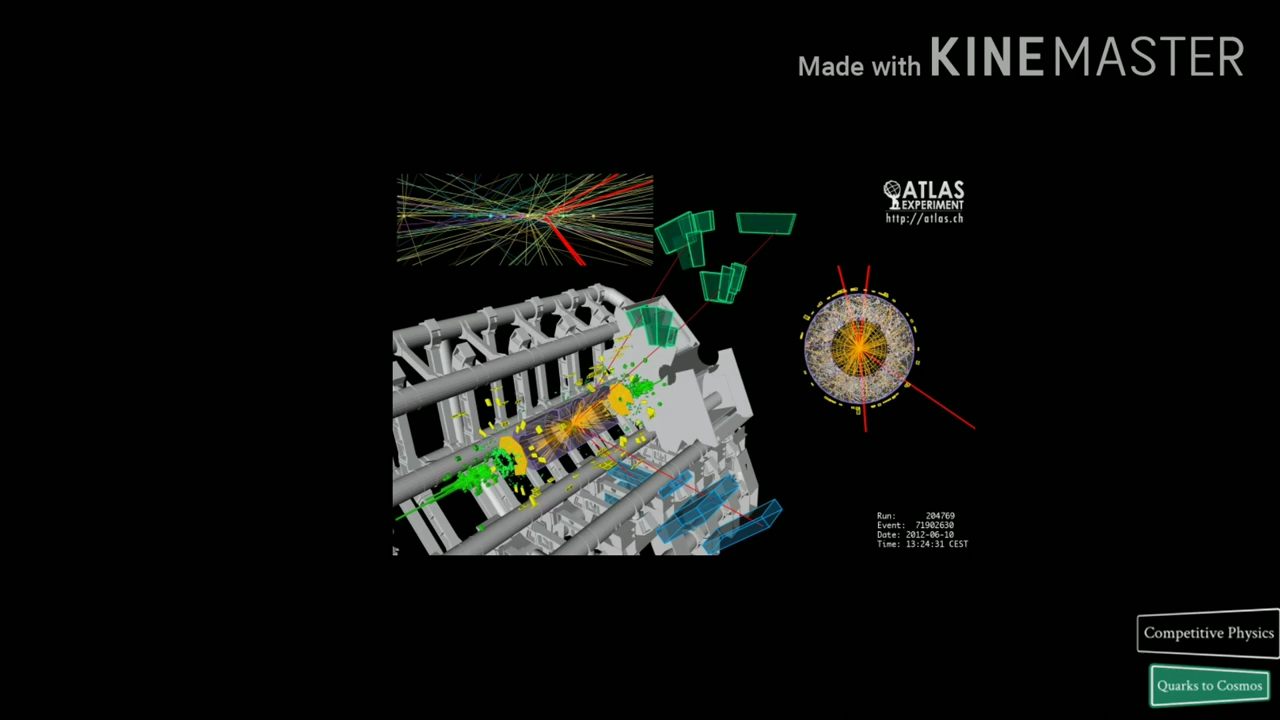 Made with KINEMASTER
ATLAS
EXPERIMENT
http://atlas.ch
Run: 204769
Event: 71902630
Date: 2012-06-10
Time: 13:24:31 CEST
Competitive Physics
Quarks to Cosmos